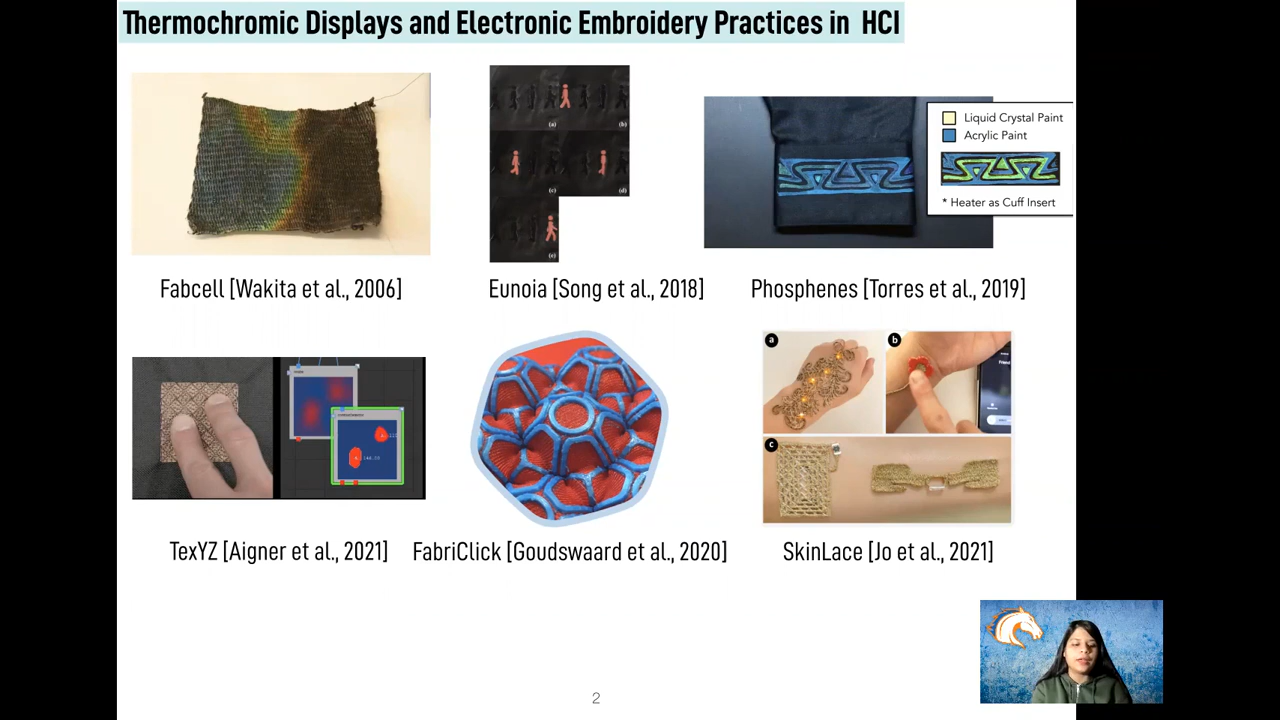 Thermochromic Displays and Electronic Embroidery Practices in HCI
(a)
(b)
(c)
(d)
(e)
Liquid Crystal Paint
Acrylic Paint
* Heater as Cuff Insert
Fabcell [Wakita et al., 2006]
Eunoia [Song et al., 2018]
Phosphenes [Torres et al., 2019]
a
b
Friend
c
TexYZ [Aigner et al., 2021]
FabriClick [Goudswaard et al., 2020]
SkinLace [Jo et al., 2021]
2